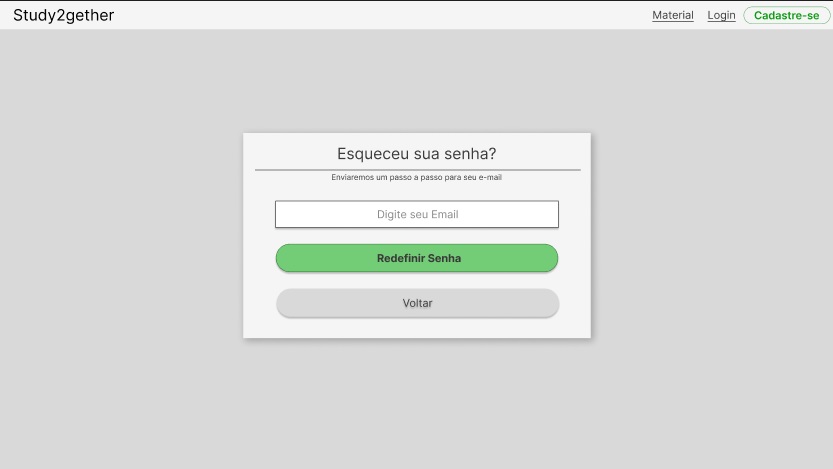 Study2gether
Material Login Cadastre-se
Esqueceu sua senha?
Enviaremos um passo a passo para seu e-mail
Digite seu Email
Redefinir Senha
Voltar